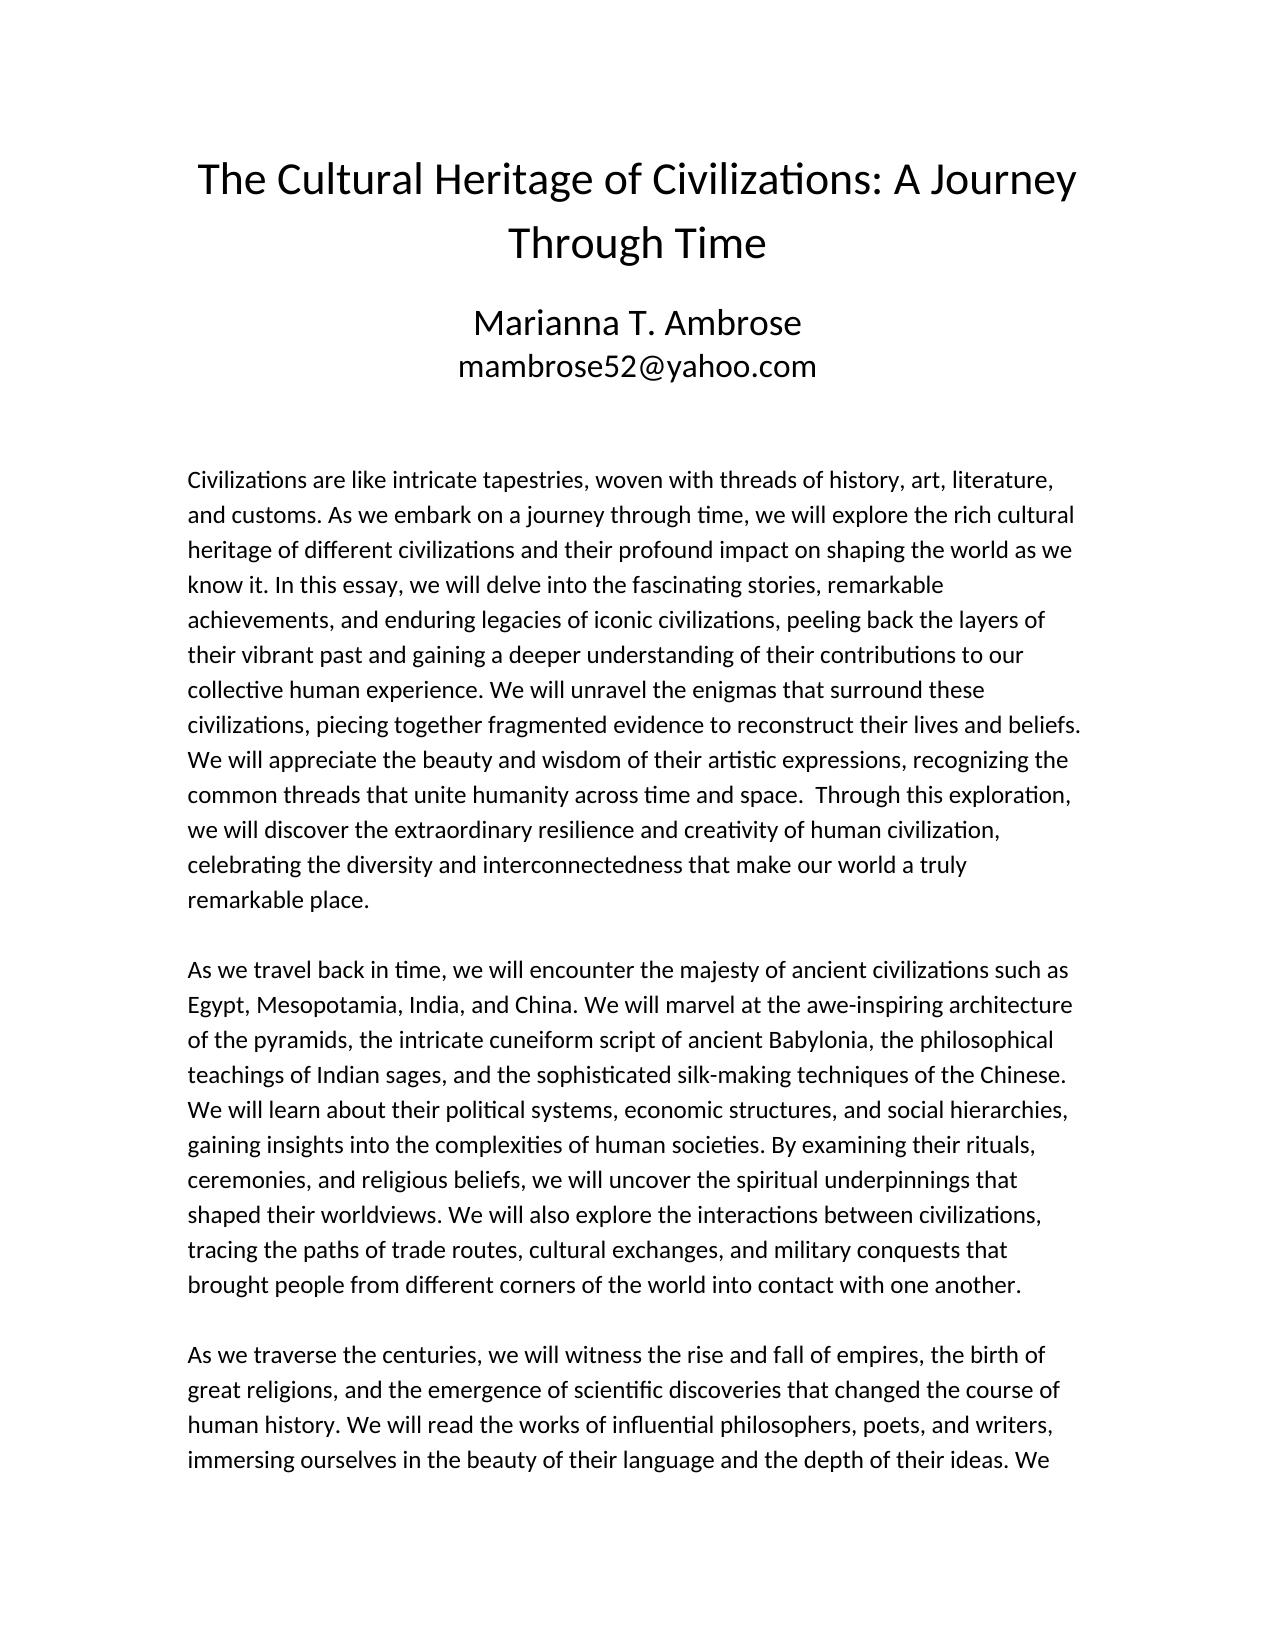 The Cultural Heritage of Civilizations: A Journey
Through Time
Marianna T. Ambrose
mambrose52@yahoo.com
Civilizations are like intricate tapestries, woven with threads of history, art, literature,
and customs. As we embark on a journey through time, we will explore the rich cultural
heritage of different civilizations and their profound impact on shaping the world as we
know it. In this essay, we will delve into the fascinating stories, remarkable
achievements, and enduring legacies of iconic civilizations, peeling back the layers of
their vibrant past and gaining a deeper understanding of their contributions to our
collective human experience. We will unravel the enigmas that surround these
civilizations, piecing together fragmented evidence to reconstruct their lives and beliefs.
We will appreciate the beauty and wisdom of their artistic expressions, recognizing the
common threads that unite humanity across time and space.  Through this exploration,
we will discover the extraordinary resilience and creativity of human civilization,
celebrating the diversity and interconnectedness that make our world a truly
remarkable place.
As we travel back in time, we will encounter the majesty of ancient civilizations such as
Egypt, Mesopotamia, India, and China. We will marvel at the awe-inspiring architecture
of the pyramids, the intricate cuneiform script of ancient Babylonia, the philosophical
teachings of Indian sages, and the sophisticated silk-making techniques of the Chinese.
We will learn about their political systems, economic structures, and social hierarchies,
gaining insights into the complexities of human societies. By examining their rituals,
ceremonies, and religious beliefs, we will uncover the spiritual underpinnings that
shaped their worldviews. We will also explore the interactions between civilizations,
tracing the paths of trade routes, cultural exchanges, and military conquests that
brought people from different corners of the world into contact with one another.
As we traverse the centuries, we will witness the rise and fall of empires, the birth of
great religions, and the emergence of scientific discoveries that changed the course of
human history. We will read the works of influential philosophers, poets, and writers,
immersing ourselves in the beauty of their language and the depth of their ideas. We